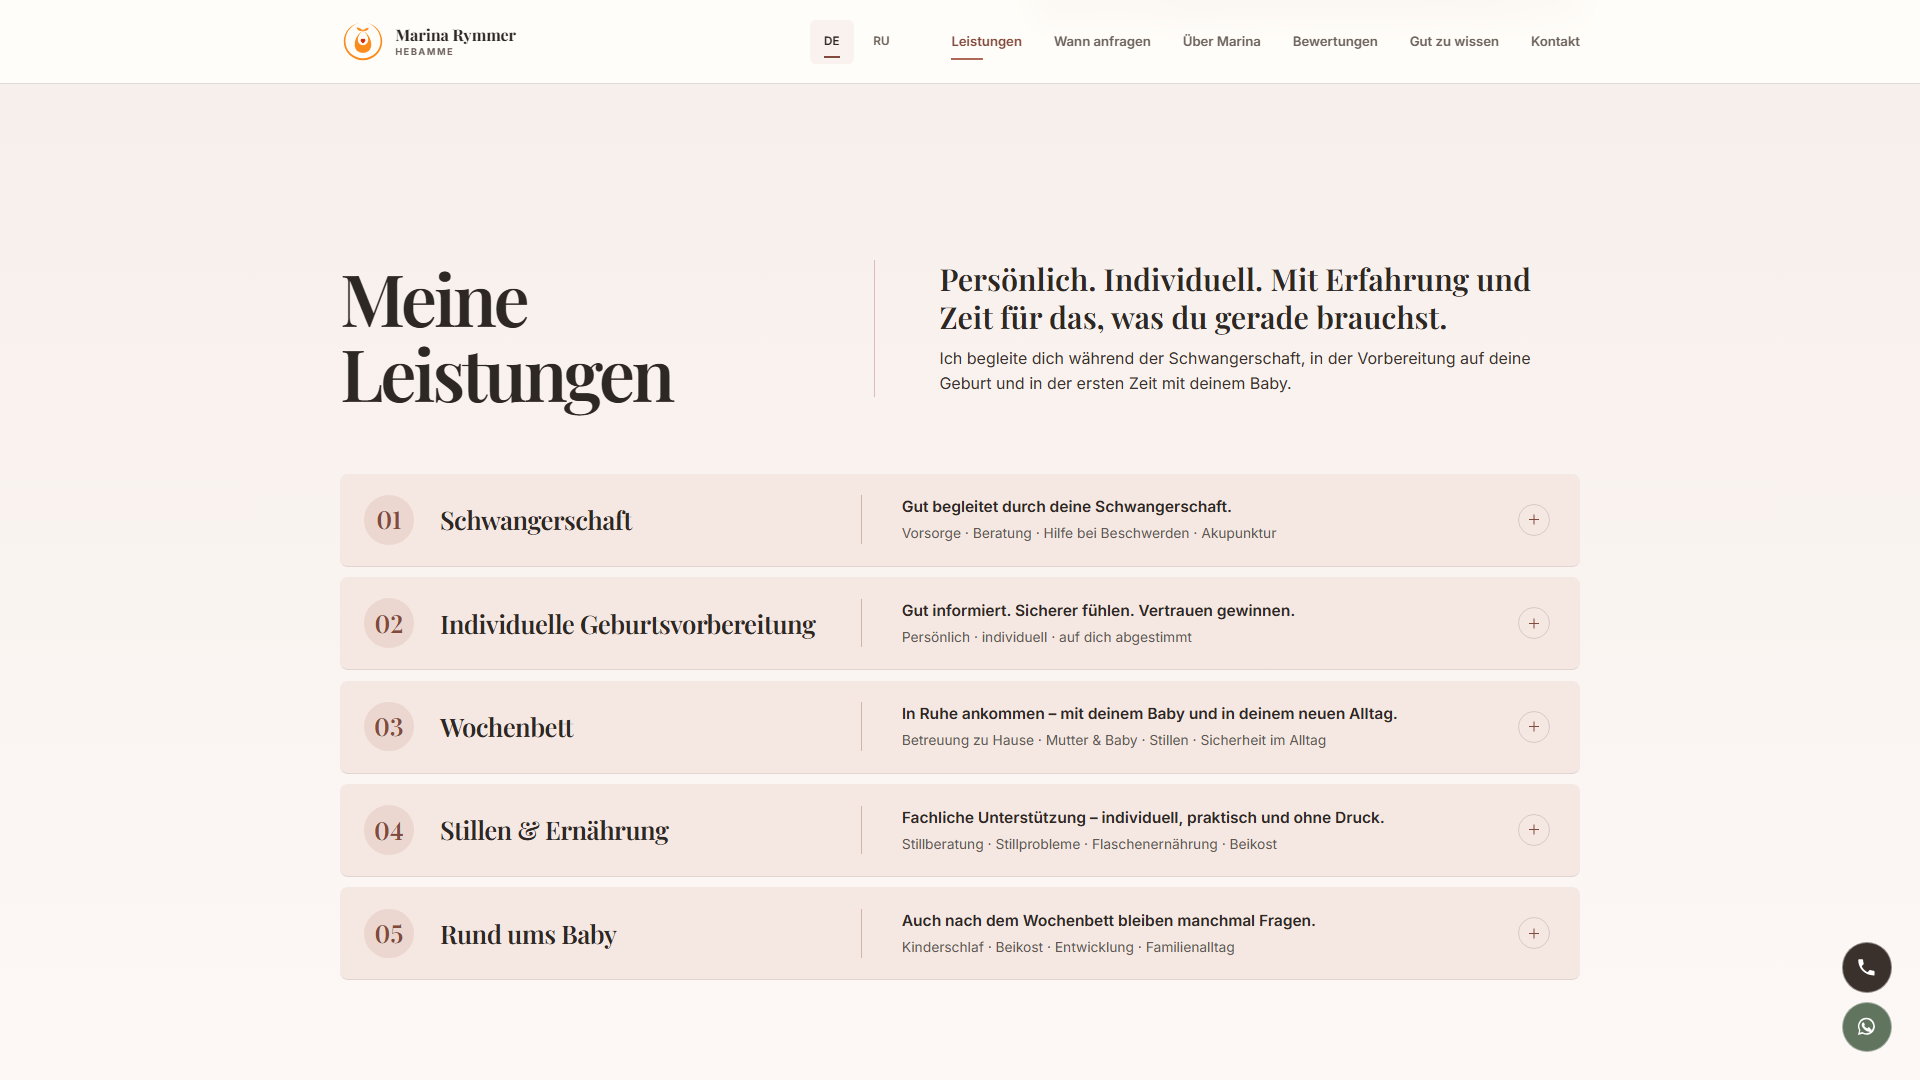 Marina Rymmer
HEBAMME
DE
RU
Leistungen
Wann anfragen
Über Marina
Bewertungen
Gut zu wissen
Kontakt
Meine
Leistungen
Persönlich. Individuell. Mit Erfahrung und
Zeit für das, was du gerade brauchst.
Ich begleite dich während der Schwangerschaft, in der Vorbereitung auf deine
Geburt und in der ersten Zeit mit deinem Baby.
01
Schwangerschaft
Gut begleitet durch deine Schwangerschaft.
Vorsorge · Beratung · Hilfe bei Beschwerden · Akupunktur
+
02
Individuelle Geburtsvorbereitung
Gut informiert. Sicherer fühlen. Vertrauen gewinnen.
Persönlich · individuell · auf dich abgestimmt
+
03
Wochenbett
In Ruhe ankommen – mit deinem Baby und in deinem neuen Alltag.
Betreuung zu Hause · Mutter & Baby · Stillen · Sicherheit im Alltag
+
04
Stillen & Ernährung
Fachliche Unterstützung – individuell, praktisch und ohne Druck.
Stillberatung · Stillprobleme · Flaschenernährung · Beikost
+
05
Rund ums Baby
Auch nach dem Wochenbett bleiben manchmal Fragen.
Kinderschlaf · Beikost · Entwicklung · Familienalltag
+